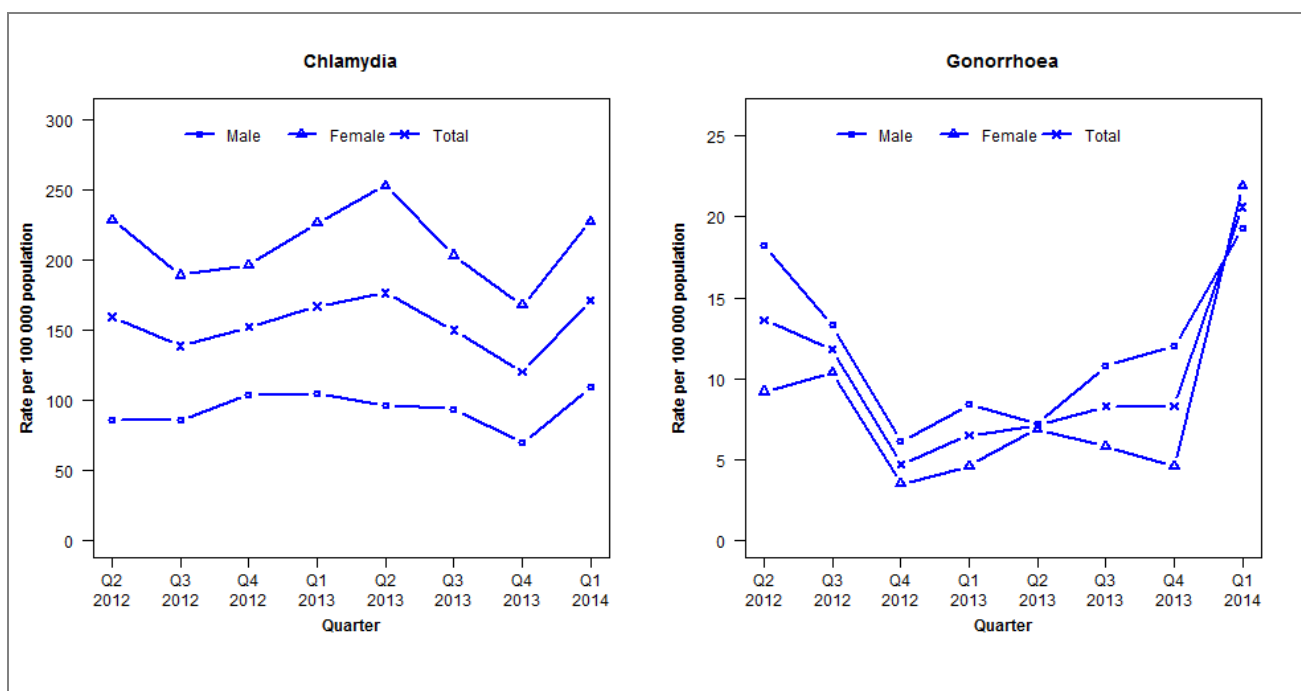 Chlamydia
Male Female Total
300
250
200
150
100
50
0
Rate per 100 000 population
Q2 Q3 Q4 Q1 Q2 Q3 Q4 Q1
2012 2012 2012 2013 2013 2013 2013 2014
Quarter
Gonorrhoea
Male Female Total
25
20
15
10
5
0
Rate per 100 000 population
Q2 Q3 Q4 Q1 Q2 Q3 Q4 Q1
2012 2012 2012 2013 2013 2013 2013 2014
Quarter